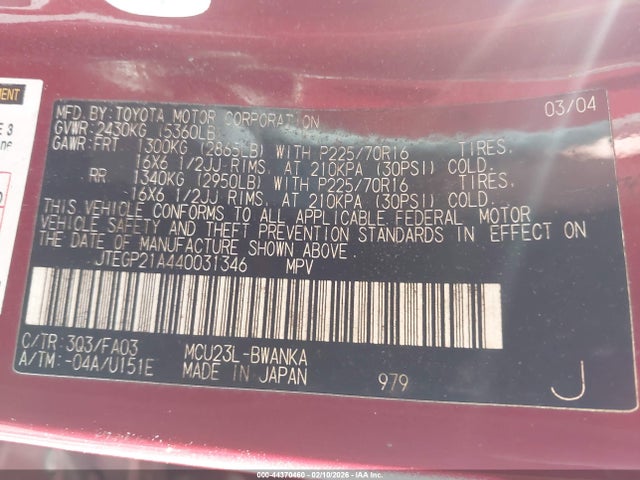 EMENT
E 3
MFD. BY: TOYOTA MOTOR CORPORATION 03/04
GVWR: 2430KG (5360LB)
GAWR: FRT 1300KG (2865LB) WITH P225/70R16 TIRES,
16X6 1/2JJ RIMS, AT 210KPA (30PSI) COLD.
RR 1340KG (2950LB) WITH P225/70R16 TIRES,
16X6 1/2JJ RIMS, AT 210KPA (30PSI) COLD.
THIS VEHICLE CONFORMS TO ALL APPLICABLE FEDERAL MOTOR
VEHICLE SAFETY AND THEFT PREVENTION STANDARDS IN EFFECT ON
THE DATE OF MANUFACTURE SHOWN ABOVE.
JTEGP21A440031346 MPV
C/TR: 3Q3/FA03 MCU23L-BWANKA
A/TM: -04A/U151E MADE IN JAPAN 979 J
000-44370460 - 02/10/2026 - IAAI.COM